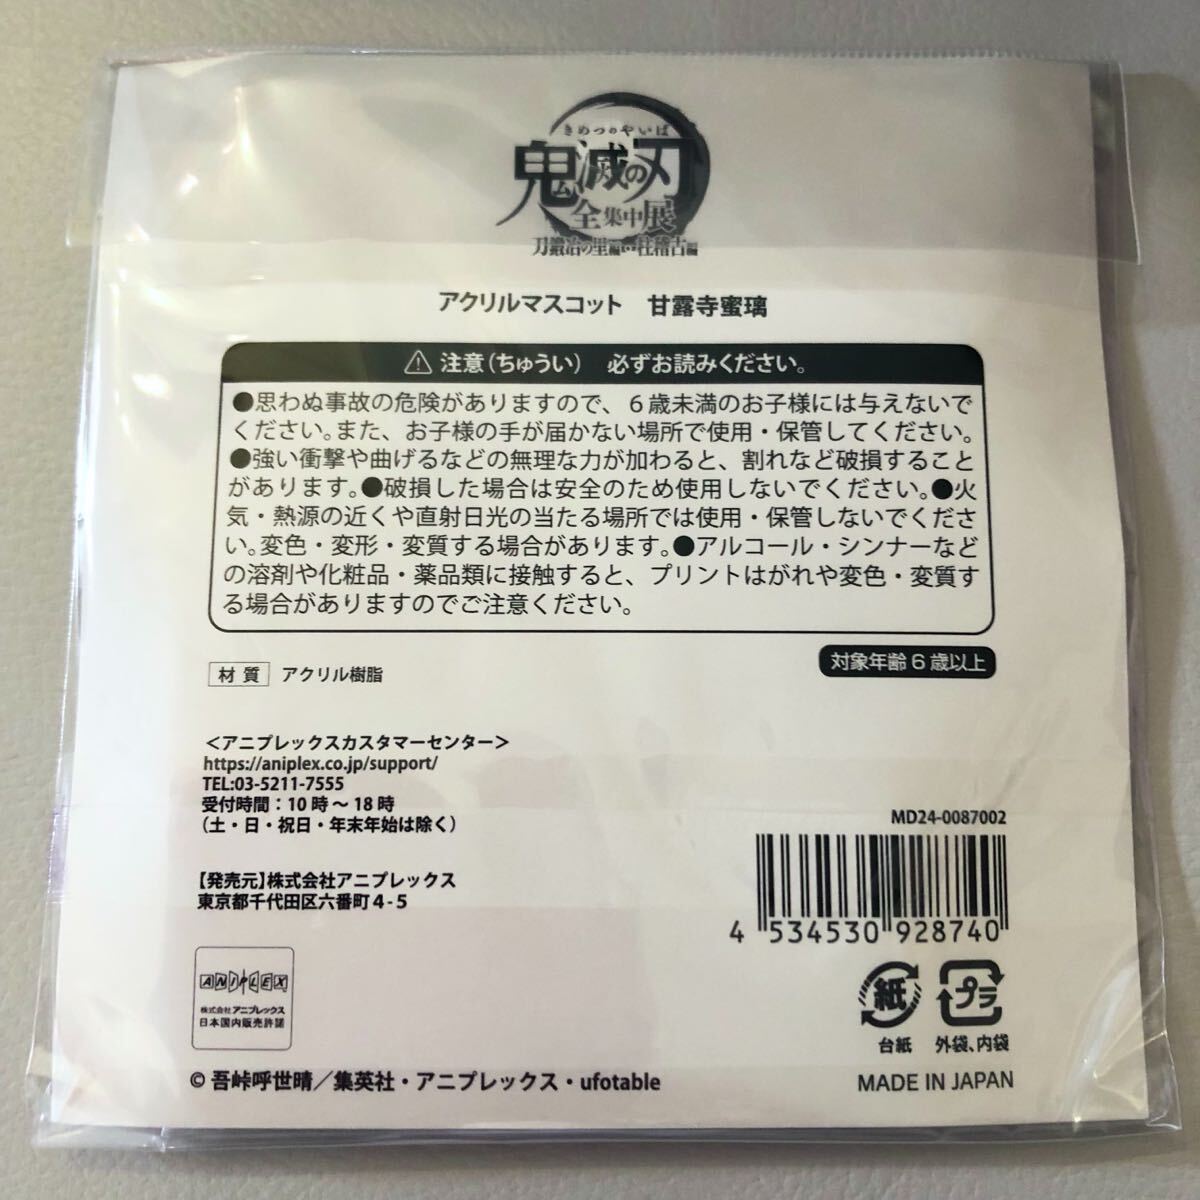 きめつのやいば
鬼滅の刃
全集中展
刀鍛冶の里編・柱稽古編
アクリルマスコット　甘露寺蜜璃
⚠ 注意(ちゅうい)　必ずお読みください。
●思わぬ事故の危険がありますので、６歳未満のお子様には与えないで
ください。また、お子様の手が届かない場所で使用・保管してください。
●強い衝撃や曲げるなどの無理な力が加わると、割れなど破損すること
があります。●破損した場合は安全のため使用しないでください。●火
気・熱源の近くや直射日光の当たる場所では使用・保管しないでくださ
い。変色・変形・変質する場合があります。●アルコール・シンナーなど
の溶剤や化粧品・薬品類に接触すると、プリントはがれや変色・変質す
る場合がありますのでご注意ください。
対象年齢６歳以上
材質　アクリル樹脂
＜アニプレックスカスタマーセンター＞
https://aniplex.co.jp/support/
TEL:03-5211-7555
受付時間：10時～18時
(土・日・祝日・年末年始は除く)
【発売元】株式会社アニプレックス
東京都千代田区六番町4-5
MD24-0087002
4 534530 928740
ANIPLEX
株式会社アニプレックス
日本国内販売許諾
紙
台紙
プラ
外袋、内袋
© 吾峠呼世晴／集英社・アニプレックス・ufotable
MADE IN JAPAN